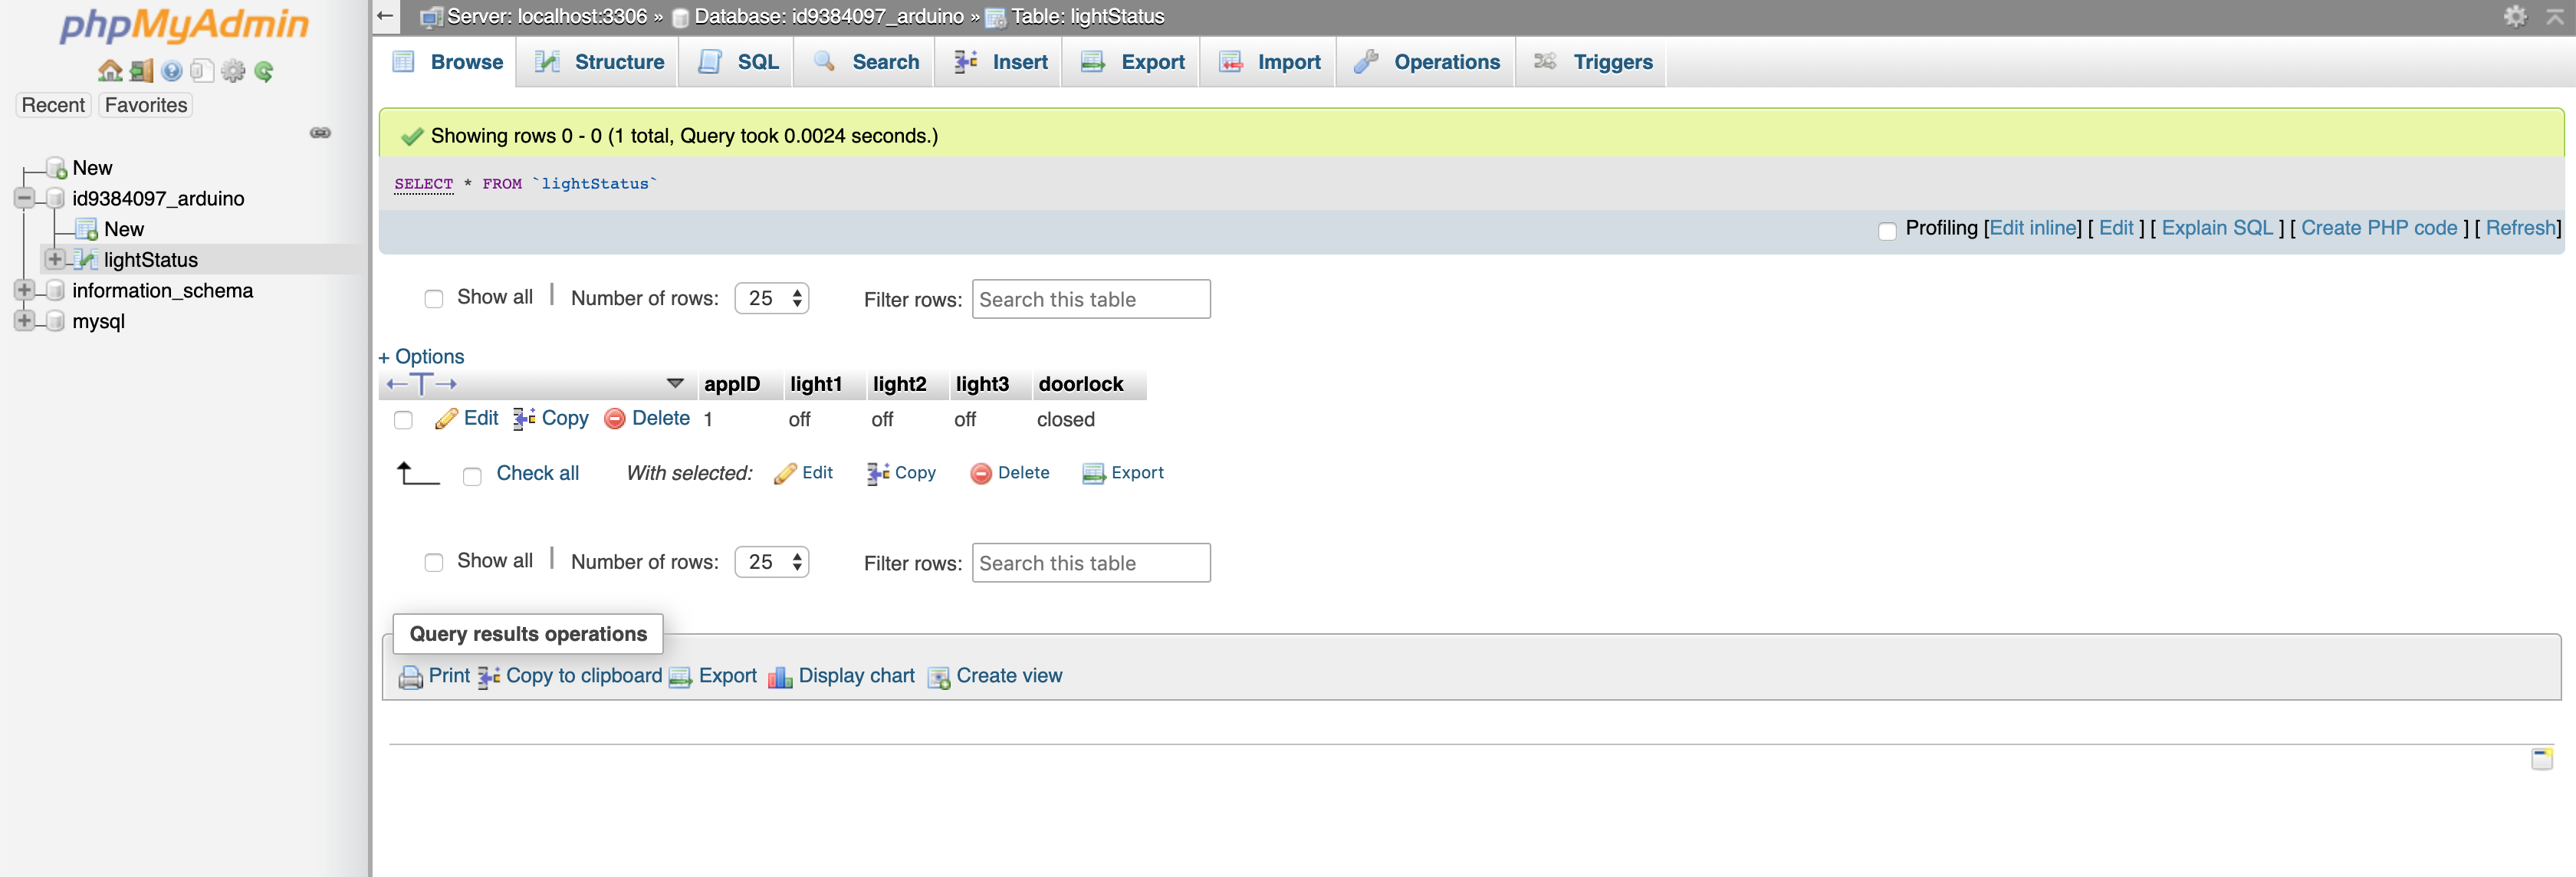 phpMyAdmin
Recent Favorites
New
id9384097_arduino
New
lightStatus
information_schema
mysql
Server: localhost:3306 » Database: id9384097_arduino » Table: lightStatus
Browse Structure SQL Search Insert Export Import Operations Triggers
Showing rows 0 - 0 (1 total, Query took 0.0024 seconds.)
SELECT * FROM `lightStatus`
Profiling [Edit inline] [ Edit ] [ Explain SQL ] [ Create PHP code ] [ Refresh]
Show all | Number of rows: 25 Filter rows: Search this table
+ Options
←T→ appID light1 light2 light3 doorlock
Edit Copy Delete 1 off off off closed
Check all With selected: Edit Copy Delete Export
Show all | Number of rows: 25 Filter rows: Search this table
Query results operations
Print Copy to clipboard Export Display chart Create view